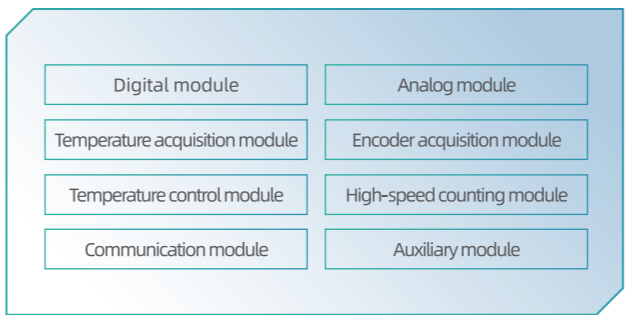 Digital module
Analog module
Temperature acquisition module
Encoder acquisition module
Temperature control module
High-speed counting module
Communication module
Auxiliary module